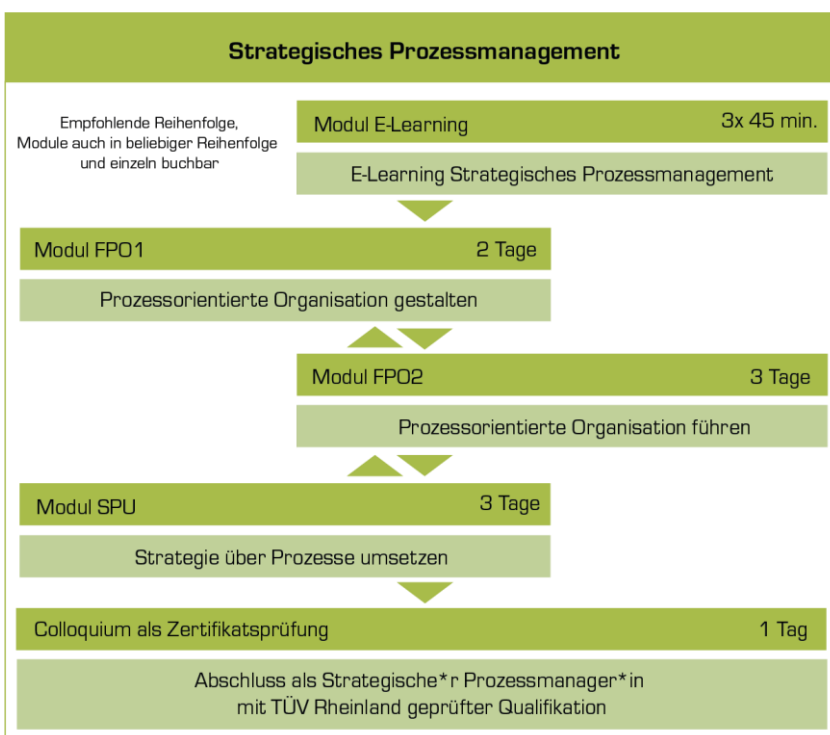 Strategisches Prozessmanagement
Empfohlende Reihenfolge,
Module auch in beliebiger Reihenfolge
und einzeln buchbar
Modul E-Learning 3x 45 min.
E-Learning Strategisches Prozessmanagement
Modul FPO1 2 Tage
Prozessorientierte Organisation gestalten
Modul FPO2 3 Tage
Prozessorientierte Organisation führen
Modul SPU 3 Tage
Strategie über Prozesse umsetzen
Colloquium als Zertifikatsprüfung 1 Tag
Abschluss als Strategische*r Prozessmanager*in
mit TÜV Rheinland geprüfter Qualifikation